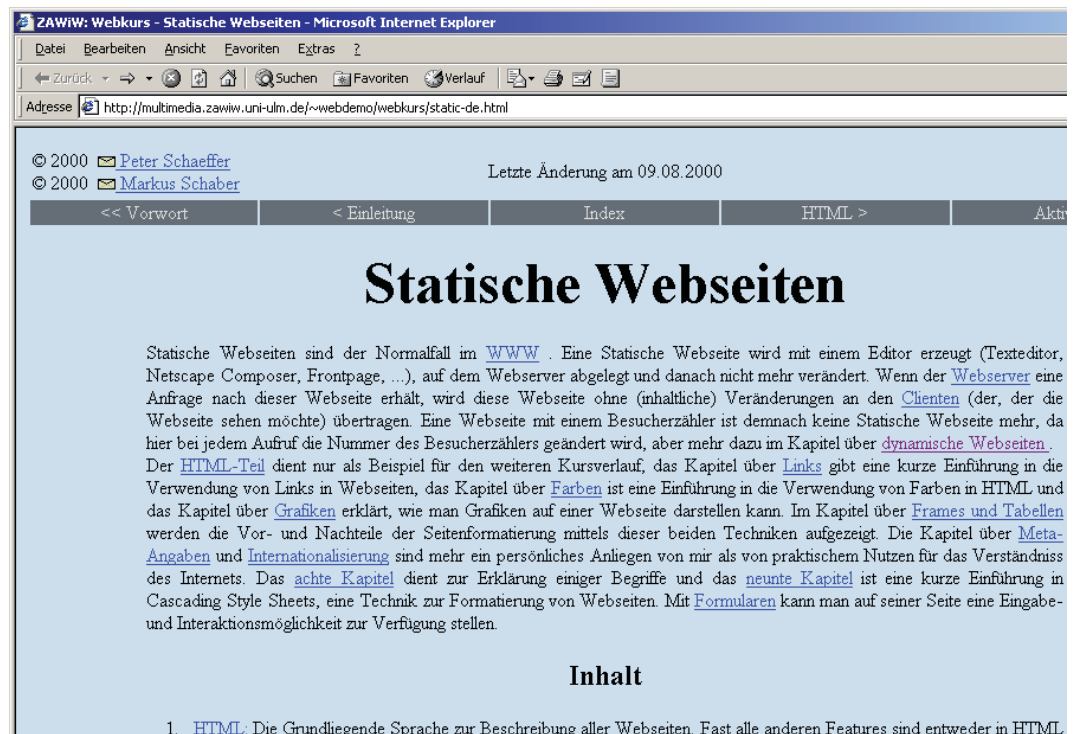 ZAWiW: Webkurs - Statische Webseiten - Microsoft Internet Explorer
Datei Bearbeiten Ansicht Favoriten Extras ?
Zurück Suchen Favoriten Verlauf
Adresse http://multimedia.zawiw.uni-ulm.de/~webdemo/webkurs/static-de.html
© 2000 Peter Schaeffer
© 2000 Markus Schaber
Letzte Änderung am 09.08.2000
<< Vorwort < Einleitung Index HTML > Aktiv
Statische Webseiten
Statische Webseiten sind der Normalfall im WWW . Eine Statische Webseite wird mit einem Editor erzeugt (Texteditor,
Netscape Composer, Frontpage, ...), auf dem Webserver abgelegt und danach nicht mehr verändert. Wenn der Webserver eine
Anfrage nach dieser Webseite erhält, wird diese Webseite ohne (inhaltliche) Veränderungen an den Clienten (der, der die
Webseite sehen möchte) übertragen. Eine Webseite mit einem Besucherzähler ist demnach keine Statische Webseite mehr, da
hier bei jedem Aufruf die Nummer des Besucherzählers geändert wird, aber mehr dazu im Kapitel über dynamische Webseiten .
Der HTML-Teil dient nur als Beispiel für den weiteren Kursverlauf, das Kapitel über Links gibt eine kurze Einführung in die
Verwendung von Links in Webseiten, das Kapitel über Farben ist eine Einführung in die Verwendung von Farben in HTML und
das Kapitel über Grafiken erklärt, wie man Grafiken auf einer Webseite darstellen kann. Im Kapitel über Frames und Tabellen
werden die Vor- und Nachteile der Seitenformatierung mittels dieser beiden Techniken aufgezeigt. Die Kapitel über Meta-
Angaben und Internationalisierung sind mehr ein persönliches Anliegen von mir als von praktischem Nutzen für das Verständniss
des Internets. Das achte Kapitel dient zur Erklärung einiger Begriffe und das neunte Kapitel ist eine kurze Einführung in
Cascading Style Sheets, eine Technik zur Formatierung von Webseiten. Mit Formularen kann man auf seiner Seite eine Eingabe-
und Interaktionsmöglichkeit zur Verfügung stellen.
Inhalt
1. HTML: Die Grundliegende Sprache zur Beschreibung aller Webseiten. Fast alle anderen Features sind entweder in HTML